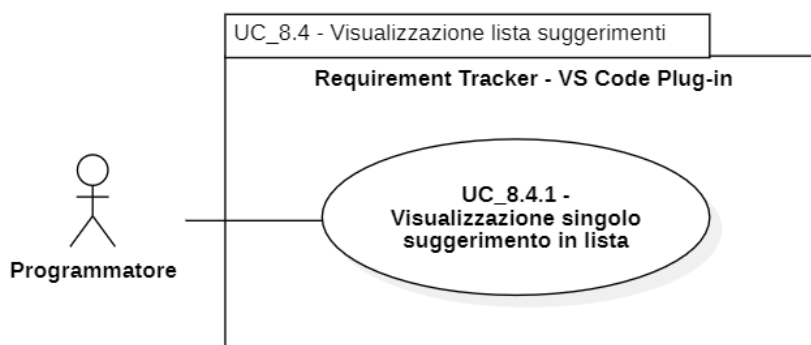 UC_8.4 - Visualizzazione lista suggerimenti
Requirement Tracker - VS Code Plug-in
UC_8.4.1 -
Visualizzazione singolo
suggerimento in lista
Programmatore